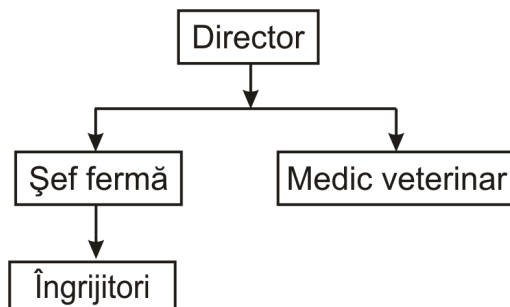 Director
Şef fermă
Medic veterinar
Îngrijitori